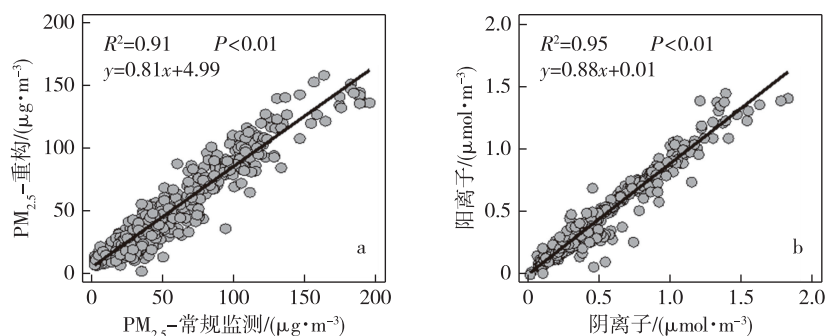 R²=0.91 P<0.01
y=0.81x+4.99
200
150
100
50
0
PM₂.₅-重构/(μg·m⁻³)
a
0 50 100 150 200
PM₂.₅-常规监测/(μg·m⁻³)
R²=0.95 P<0.01
y=0.88x+0.01
2.0
1.5
1.0
0.5
0
阳离子/(μmol·m⁻³)
b
0 0.5 1.0 1.5 2.0
阴离子/(μmol·m⁻³)